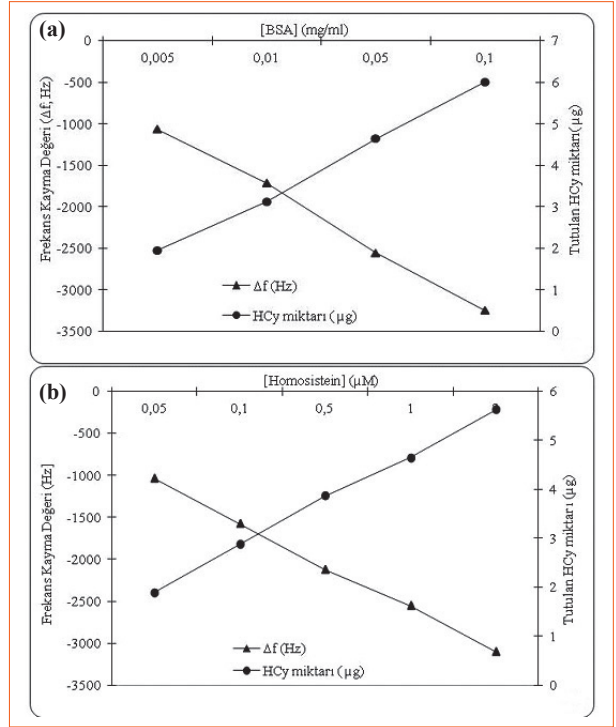 (a)
[BSA] (mg/ml)
0,005 0,01 0,05 0,1
0
-500
-1000
-1500
-2000
-2500
-3000
-3500
Frekans Kayma Değeri (Δf, Hz)
7
6
5
4
3
2
1
0
Tutulan HCy miktarı(µg)
Δf (Hz)
HCy miktarı (µg)
(b)
[Homosistein] (µM)
0,05 0,1 0,5 1
0
-500
-1000
-1500
-2000
-2500
-3000
-3500
Frekans Kayma Değeri (Hz]
6
5
4
3
2
1
0
Tutulan HCy miktarı (µg)
Δf (Hz)
HCy miktarı (µg)